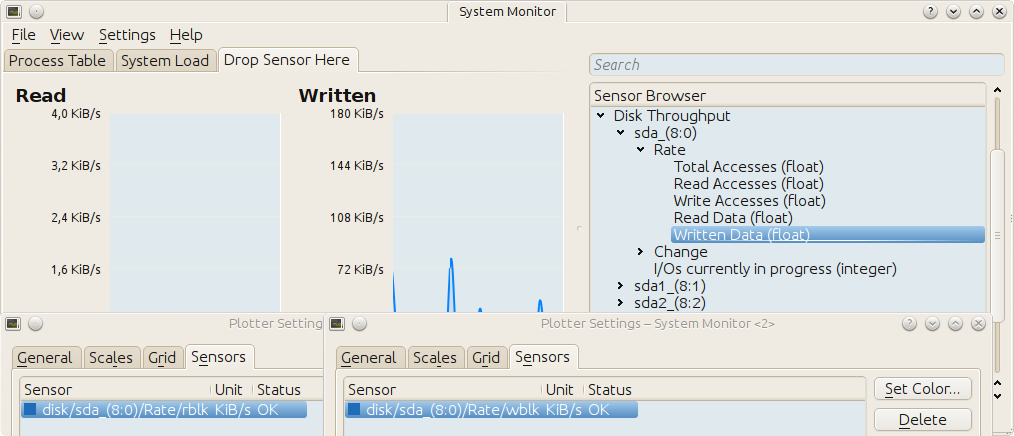 System Monitor
File View Settings Help
Process Table System Load Drop Sensor Here
Search
Read Written
Sensor Browser
4,0 KiB/s 180 KiB/s
Disk Throughput
sda_(8:0)
Rate
3,2 KiB/s 144 KiB/s
Total Accesses (float)
Read Accesses (float)
Write Accesses (float)
2,4 KiB/s 108 KiB/s
Read Data (float)
Written Data (float)
Change
1,6 KiB/s 72 KiB/s
I/Os currently in progress (integer)
sda1_(8:1)
sda2_(8:2)
Plotter Setting
General Scales Grid Sensors
Sensor Unit Status
disk/sda_(8:0)/Rate/rblk KiB/s OK
Plotter Settings – System Monitor <2>
General Scales Grid Sensors
Sensor Unit Status
disk/sda_(8:0)/Rate/wblk KiB/s OK
Set Color...
Delete